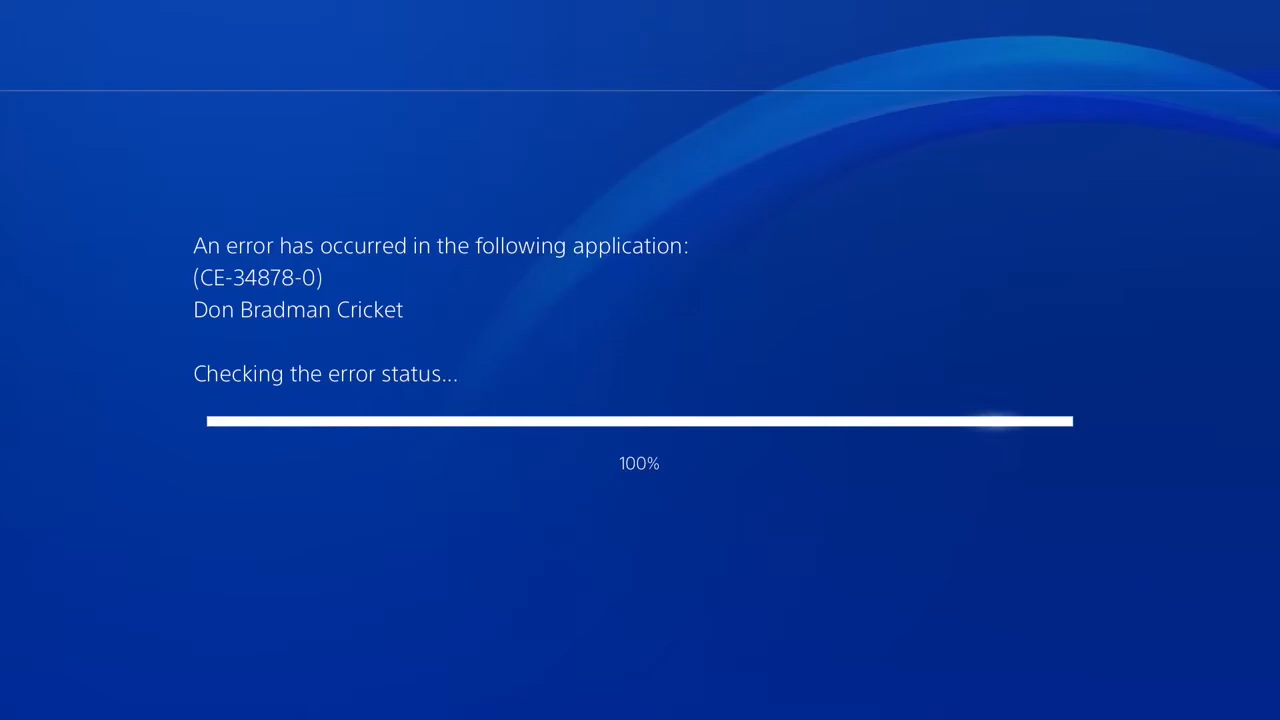 An error has occurred in the following application:
(CE-34878-0)
Don Bradman Cricket
Checking the error status...
100%